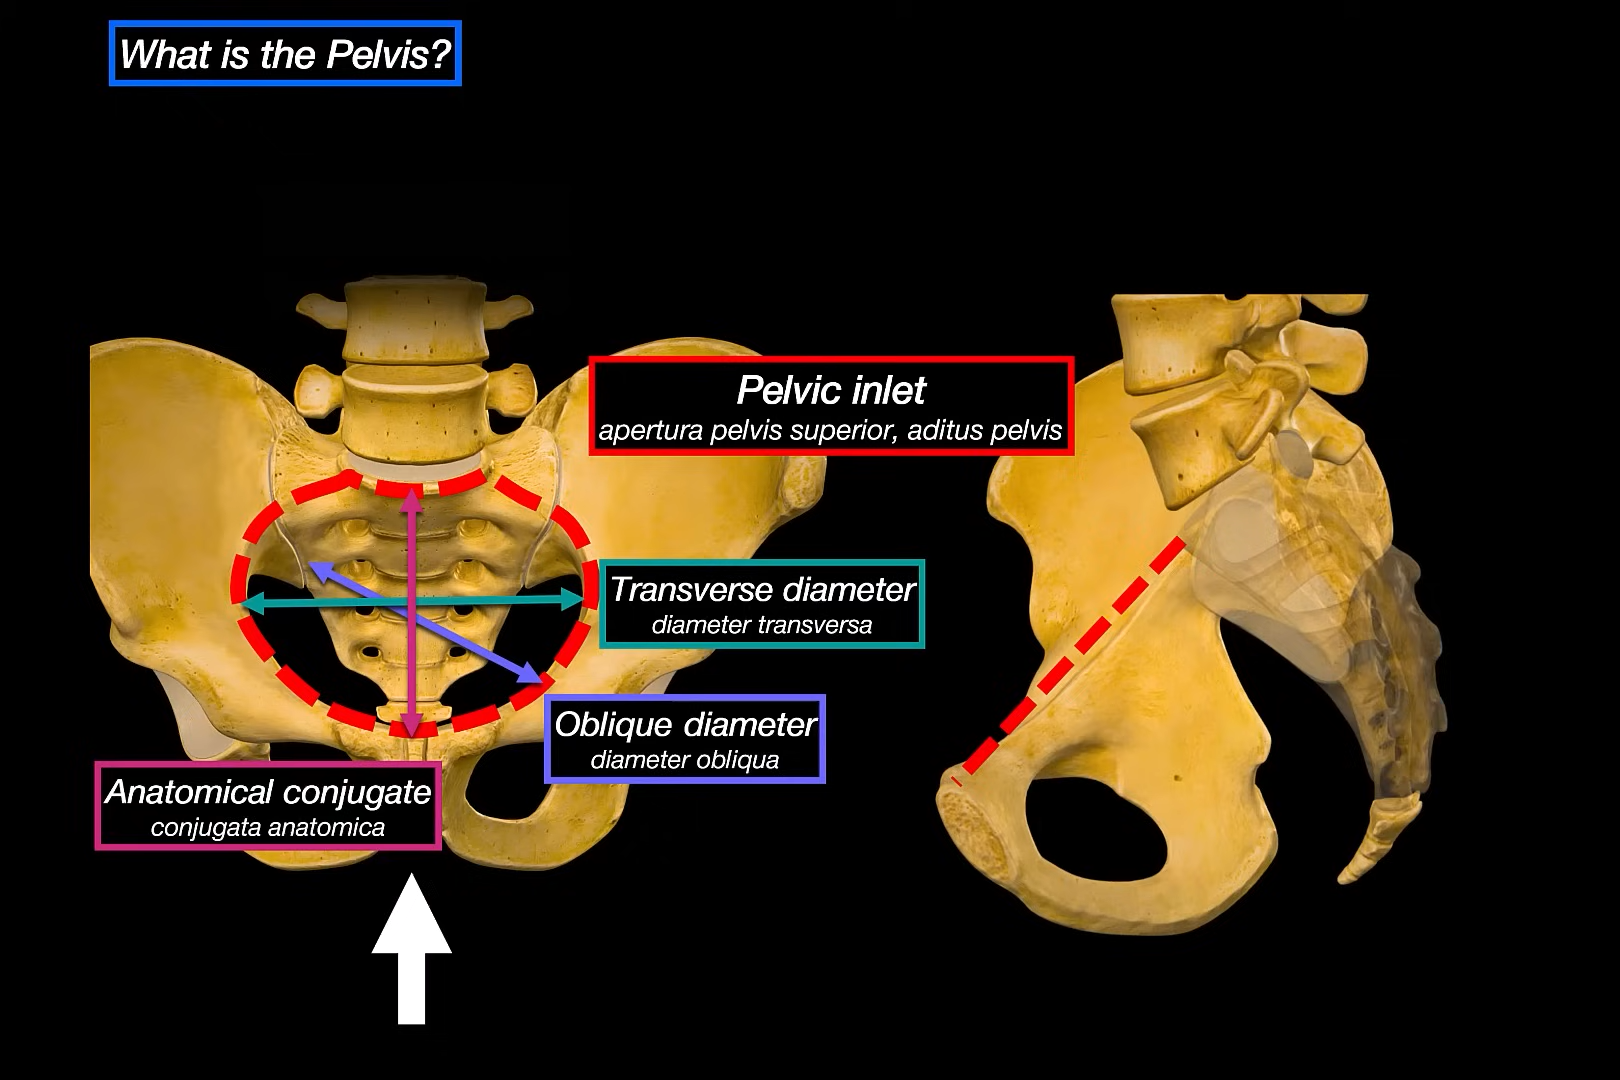 What is the Pelvis?
Pelvic inlet
apertura pelvis superior, aditus pelvis
Transverse diameter
diameter transversa
Oblique diameter
diameter obliqua
Anatomical conjugate
conjugata anatomica